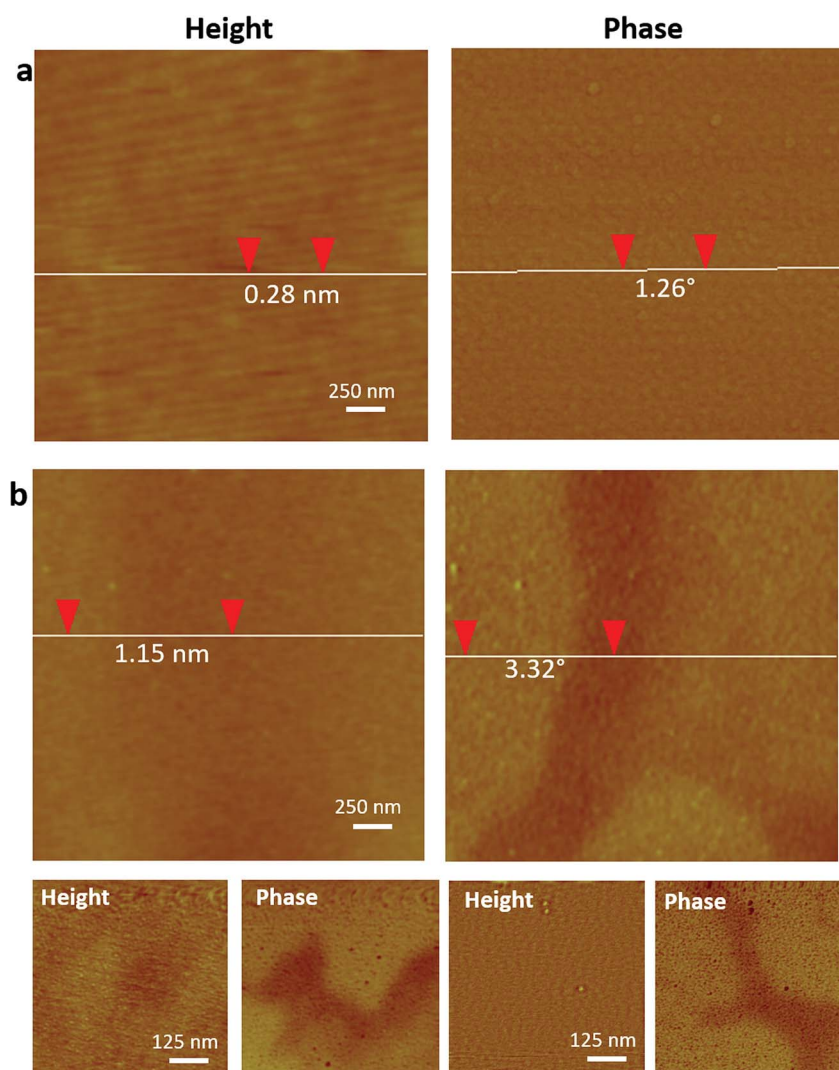 Height
Phase
a
0.28 nm
250 nm
1.26°
b
1.15 nm
250 nm
3.32°
Height
125 nm
Phase
Height
125 nm
Phase